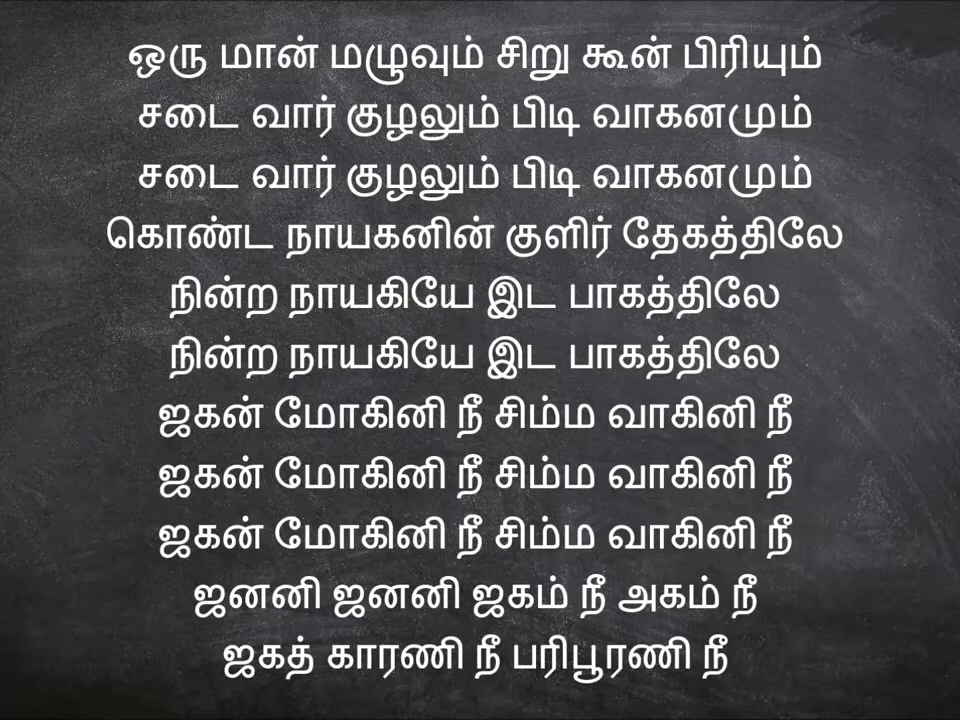 ஒரு மான் மழுவும் சிறு கூன் பிரியும்
சடை வார் குழலும் பிடி வாகனமும்
சடை வார் குழலும் பிடி வாகனமும்
கொண்ட நாயகனின் குளிர் தேகத்திலே
நின்ற நாயகியே இட பாகத்திலே
நின்ற நாயகியே இட பாகத்திலே
ஜகன் மோகினி நீ சிம்ம வாகினி நீ
ஜகன் மோகினி நீ சிம்ம வாகினி நீ
ஜகன் மோகினி நீ சிம்ம வாகினி நீ
ஜனனி ஜனனி ஜகம் நீ அகம் நீ
ஜகத் காரணி நீ பரிபூரணி நீ